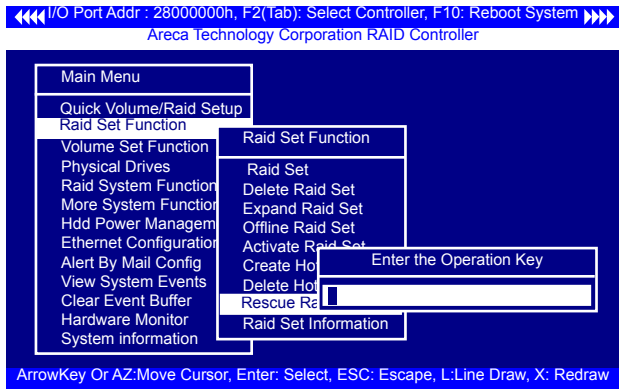 I/O Port Addr : 28000000h, F2(Tab): Select Controller, F10: Reboot System
Areca Technology Corporation RAID Controller
Main Menu
Quick Volume/Raid Setup
Raid Set Function
Volume Set Function
Physical Drives
Raid System Function
More System Function
Hdd Power Managem
Ethernet Configuration
Alert By Mail Config
View System Events
Clear Event Buffer
Hardware Monitor
System information
Raid Set Function
Raid Set
Delete Raid Set
Expand Raid Set
Offline Raid Set
Activate Raid Set
Create Hot
Delete Hot
Rescue Ra
Raid Set Information
Enter the Operation Key
ArrowKey Or AZ:Move Cursor, Enter: Select, ESC: Escape, L:Line Draw, X: Redraw